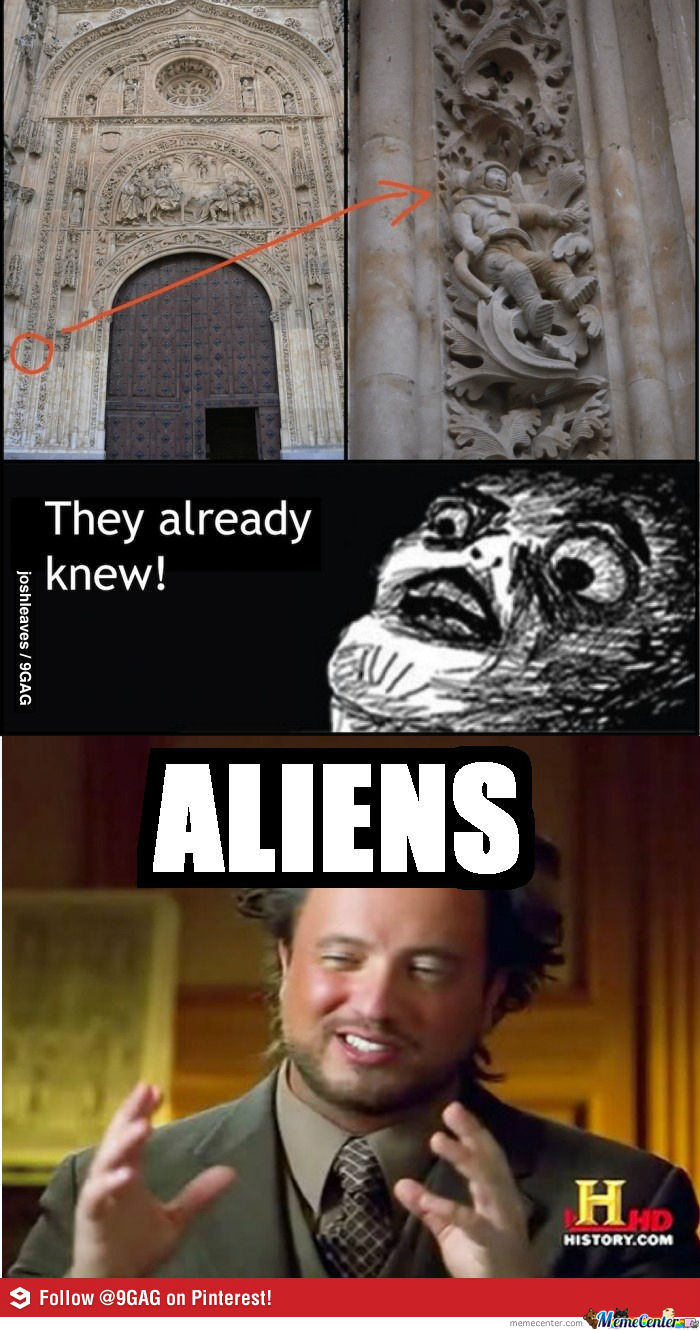 They already
knew!
joshleaves / 9GAG
ALIENS
H HD
HISTORY.COM
Follow @9GAG on Pinterest!
memecenter.com MemeCenter